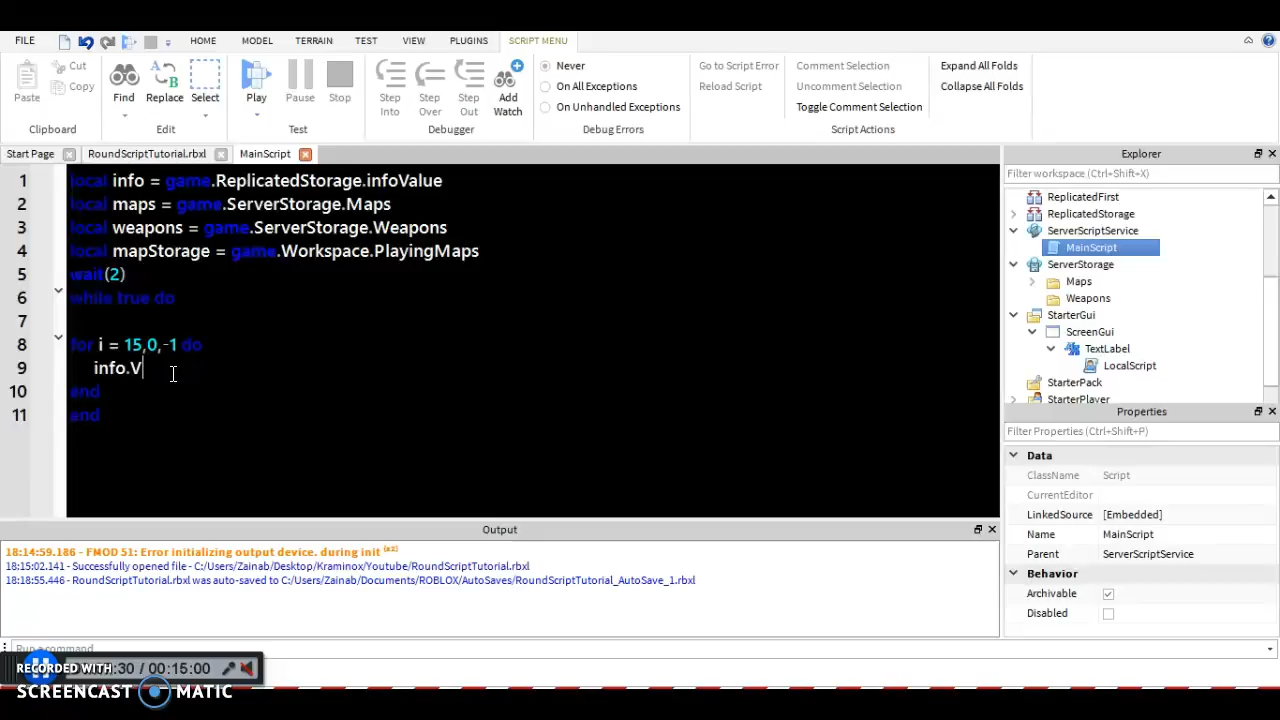 FILE HOME MODEL TERRAIN TEST VIEW PLUGINS SCRIPT MENU
Paste Cut Copy
Clipboard
Find Replace Select
Edit
Play Pause Stop
Test
Step Into Step Over Step Out Add Watch
Debugger
Never
On All Exceptions
On Unhandled Exceptions
Debug Errors
Go to Script Error
Reload Script
Comment Selection
Uncomment Selection
Toggle Comment Selection
Script Actions
Expand All Folds
Collapse All Folds
Start Page RoundScriptTutorial.rbxl MainScript
1 local info = game.ReplicatedStorage.infoValue
2 local maps = game.ServerStorage.Maps
3 local weapons = game.ServerStorage.Weapons
4 local mapStorage = game.Workspace.PlayingMaps
5 wait(2)
6 while true do
7
8 for i = 15,0,-1 do
9 info.V
10 end
11 end
Explorer
Filter workspace (Ctrl+Shift+X)
ReplicatedFirst
ReplicatedStorage
ServerScriptService
MainScript
ServerStorage
Maps
Weapons
StarterGui
ScreenGui
TextLabel
LocalScript
StarterPack
StarterPlayer
Properties
Filter Properties (Ctrl+Shift+P)
Data
ClassName Script
CurrentEditor
LinkedSource [Embedded]
Name MainScript
Parent ServerScriptService
Behavior
Archivable
Disabled
Output
18:14:59.186 - FMOD 51: Error initializing output device. during init (x2)
18:15:02.141 - Successfully opened file - C:/Users/Zainab/Desktop/Kraminox/Youtube/RoundScriptTutorial.rbxl
18:18:55.446 - RoundScriptTutorial.rbxl was auto-saved to C:/Users/Zainab/Documents/ROBLOX/AutoSaves/RoundScriptTutorial_AutoSave_1.rbxl
Run a command
RECORDED WITH :30 / 00:15:00
SCREENCAST MATIC